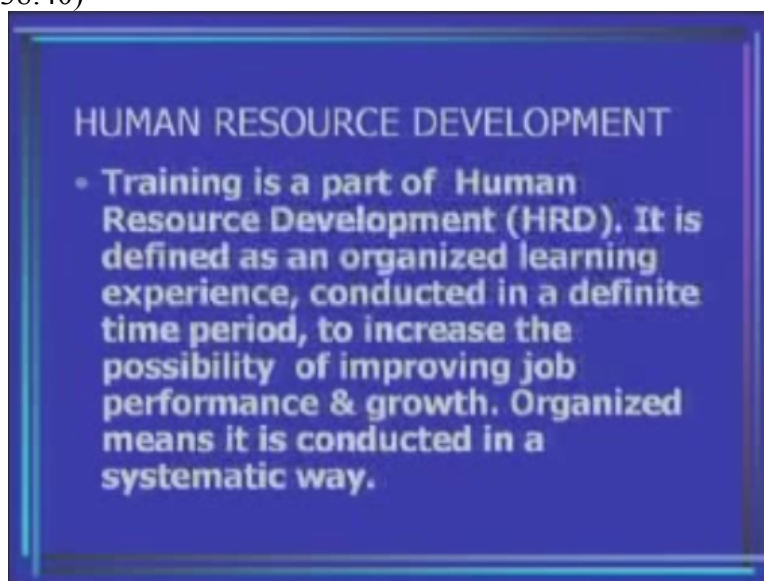 HUMAN RESOURCE DEVELOPMENT
• Training is a part of Human
Resource Development (HRD). It is
defined as an organized learning
experience, conducted in a definite
time period, to increase the
possibility of improving job
performance & growth. Organized
means it is conducted in a
systematic way.